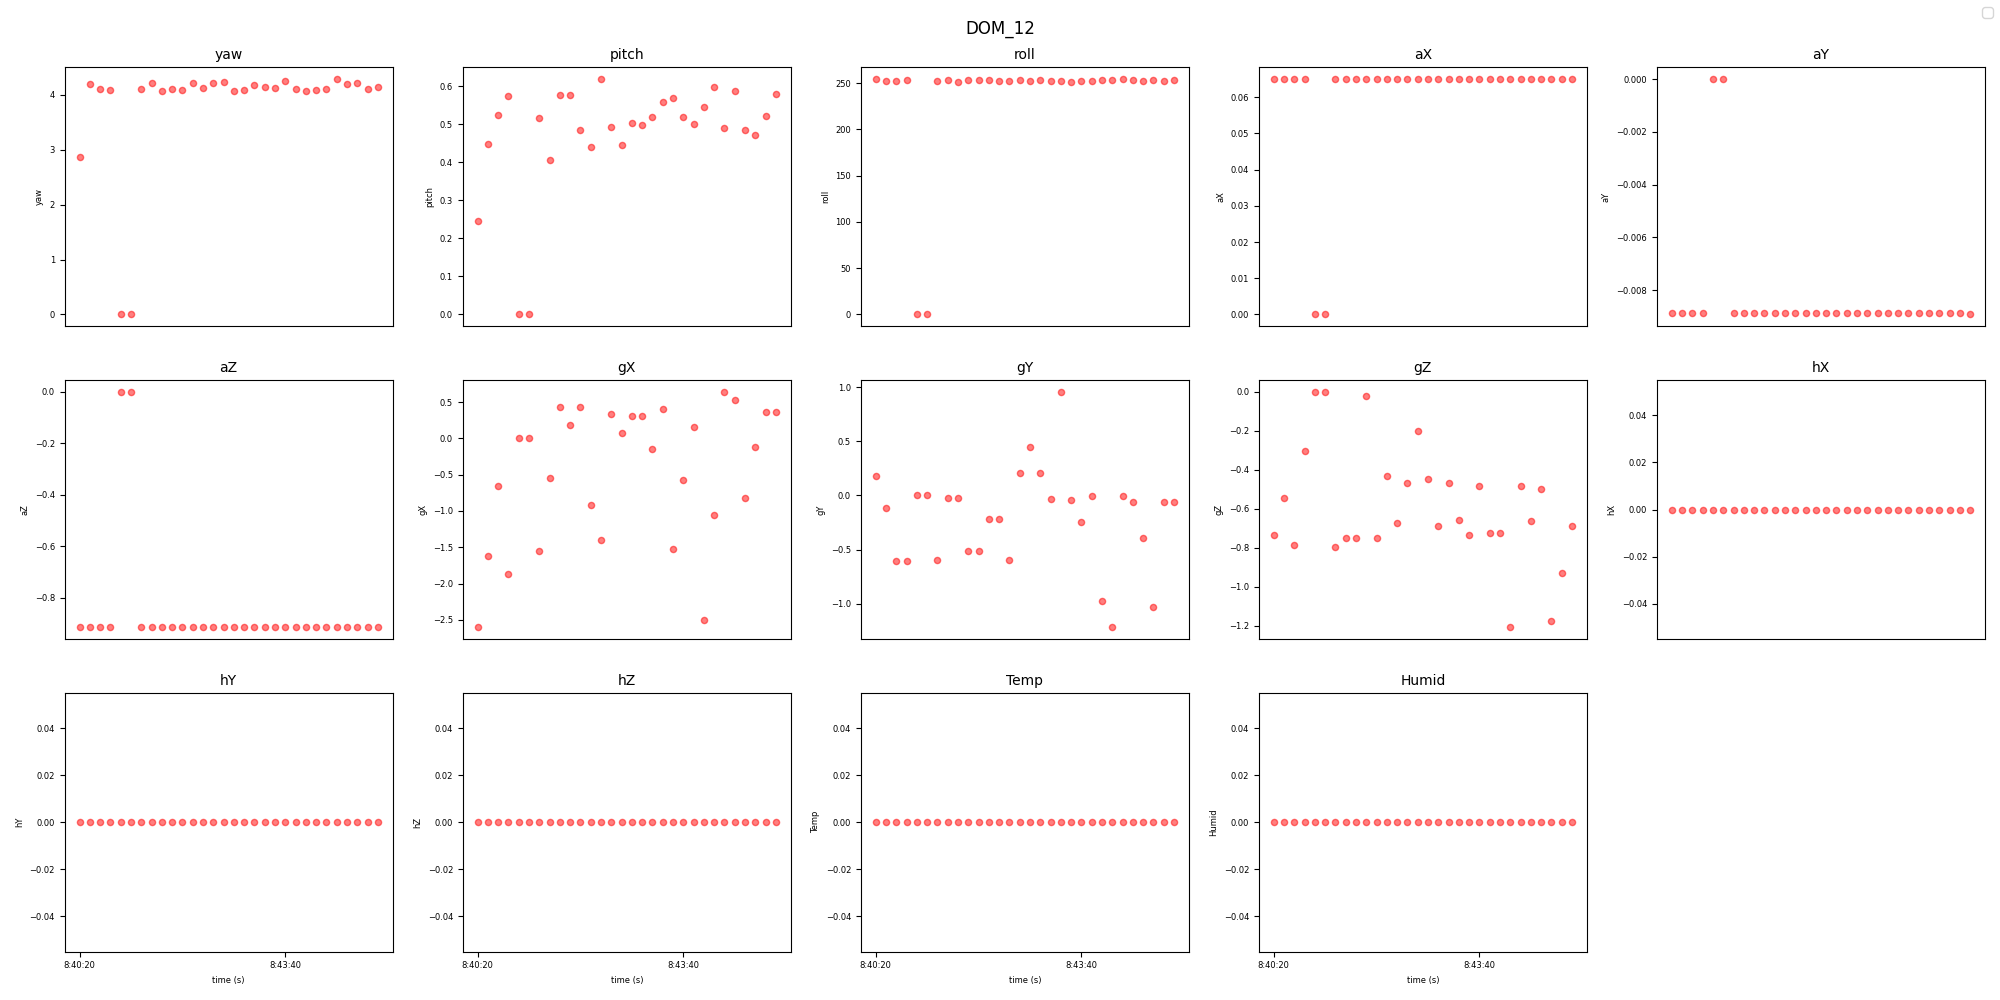 DOM_12
yaw
pitch
roll
aX
aY
4
3
2
1
0
yaw
0.6
0.5
0.4
0.3
0.2
0.1
0.0
pitch
250
200
150
100
50
0
roll
0.06
0.05
0.04
0.03
0.02
0.01
0.00
aX
0.000
−0.002
−0.004
−0.006
−0.008
aY
aZ
gX
gY
gZ
hX
0.0
−0.2
−0.4
−0.6
−0.8
aZ
0.5
0.0
−0.5
−1.0
−1.5
−2.0
−2.5
gX
1.0
0.5
0.0
−0.5
−1.0
gY
0.0
−0.2
−0.4
−0.6
−0.8
−1.0
−1.2
gZ
0.04
0.02
0.00
−0.02
−0.04
hX
hY
hZ
Temp
Humid
0.04
0.02
0.00
−0.02
−0.04
hY
8:40:20
8:43:40
time (s)
0.04
0.02
0.00
−0.02
−0.04
hZ
8:40:20
8:43:40
time (s)
0.04
0.02
0.00
−0.02
−0.04
Temp
8:40:20
8:43:40
time (s)
0.04
0.02
0.00
−0.02
−0.04
Humid
8:40:20
8:43:40
time (s)